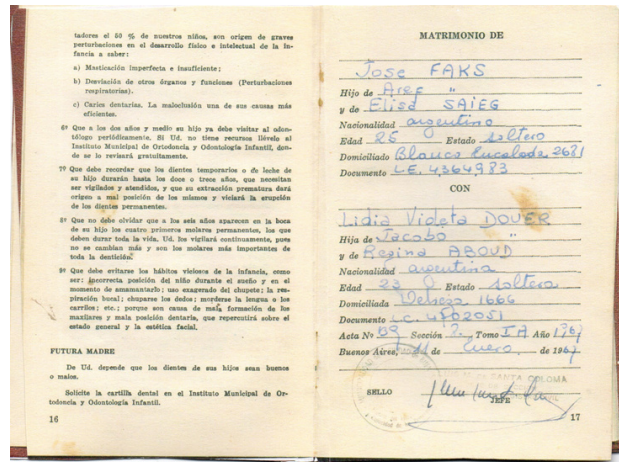 tadores el 50 % de nuestros niños, son origen de graves
perturbaciones en el desarrollo físico e intelectual de la in-
fancia a saber:
a) Masticación imperfecta e insuficiente;
b) Desviación de otros órganos y funciones (Perturbaciones
respiratorias).
c) Caries dentarias. La maloclusión una de sus causas más
eficientes.
6º Que a los dos años y medio su hijo ya debe visitar al odon-
tólogo periódicamente. Si Ud. no tiene recursos llévelo al
Instituto Municipal de Ortodoncia y Odontología Infantil, don-
de se lo revisará gratuitamente.
7º Que debe recordar que los dientes temporarios o de leche de
su hijo durarán hasta los doce o trece años, que necesitan
ser vigilados y atendidos, y que su extracción prematura dará
origen a mal posición de los mismos y viciará la erupción
de los dientes permanentes.
8º Que no debe olvidar que a los seis años aparecen en la boca
de su hijo los cuatro primeros molares permanentes, los que
deben durar toda la vida. Ud. los vigilará continuamente, pues
no se cambian más y son los molares más importantes de
toda la dentición.
9º Que debe evitarse los hábitos viciosos de la infancia, como
ser: incorrecta posición del niño durante el sueño y en el
momento de amamantarlo; uso exagerado del chupete; la res-
piración bucal; chuparse los dedos; morderse la lengua o los
carrillos; etc.; porque son causa de mala formación de los
maxilares y mala posición dentaria, que repercutirá sobre el
estado general y la estética facial.
FUTURA MADRE
De Ud. depende que los dientes de sus hijos sean buenos
o malos.
Solicite la cartilla dental en el Instituto Municipal de Or-
todoncia y Odontología Infantil.
16
MATRIMONIO DE
Jose FAKS
Hijo de Aref "
y de Elisa SAIEG
Nacionalidad argentino
Edad 25 Estado soltero
Domiciliado Blanco Encalada 2681
Documento L.E. 4364983
CON
Lidia Violeta DOUER
Hija de Jacobo "
y de Regina ABOUD
Nacionalidad argentina
Edad 23 Estado soltera
Domiciliada 1666
Documento L.C. 4502051
Acta Nº 39 Sección 2ª Tomo IA Año 1967
Buenos Aires, 11 de Enero de 1967
SANTA COLOMA
SELLO
JEFE
17